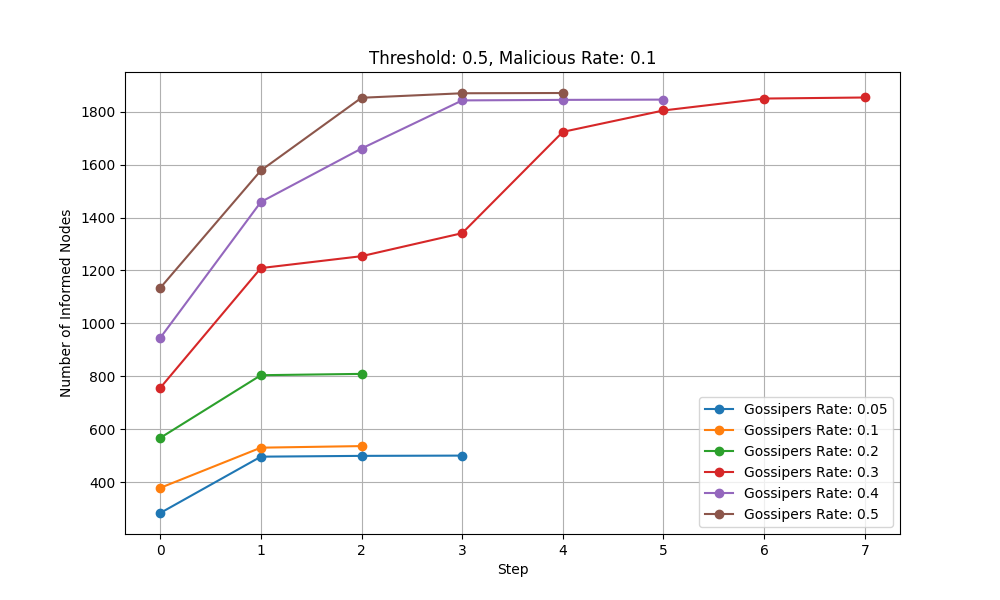 Threshold: 0.5, Malicious Rate: 0.1
Number of Informed Nodes
1800
1600
1400
1200
1000
800
600
400
Gossipers Rate: 0.05
Gossipers Rate: 0.1
Gossipers Rate: 0.2
Gossipers Rate: 0.3
Gossipers Rate: 0.4
Gossipers Rate: 0.5
0 1 2 3 4 5 6 7
Step